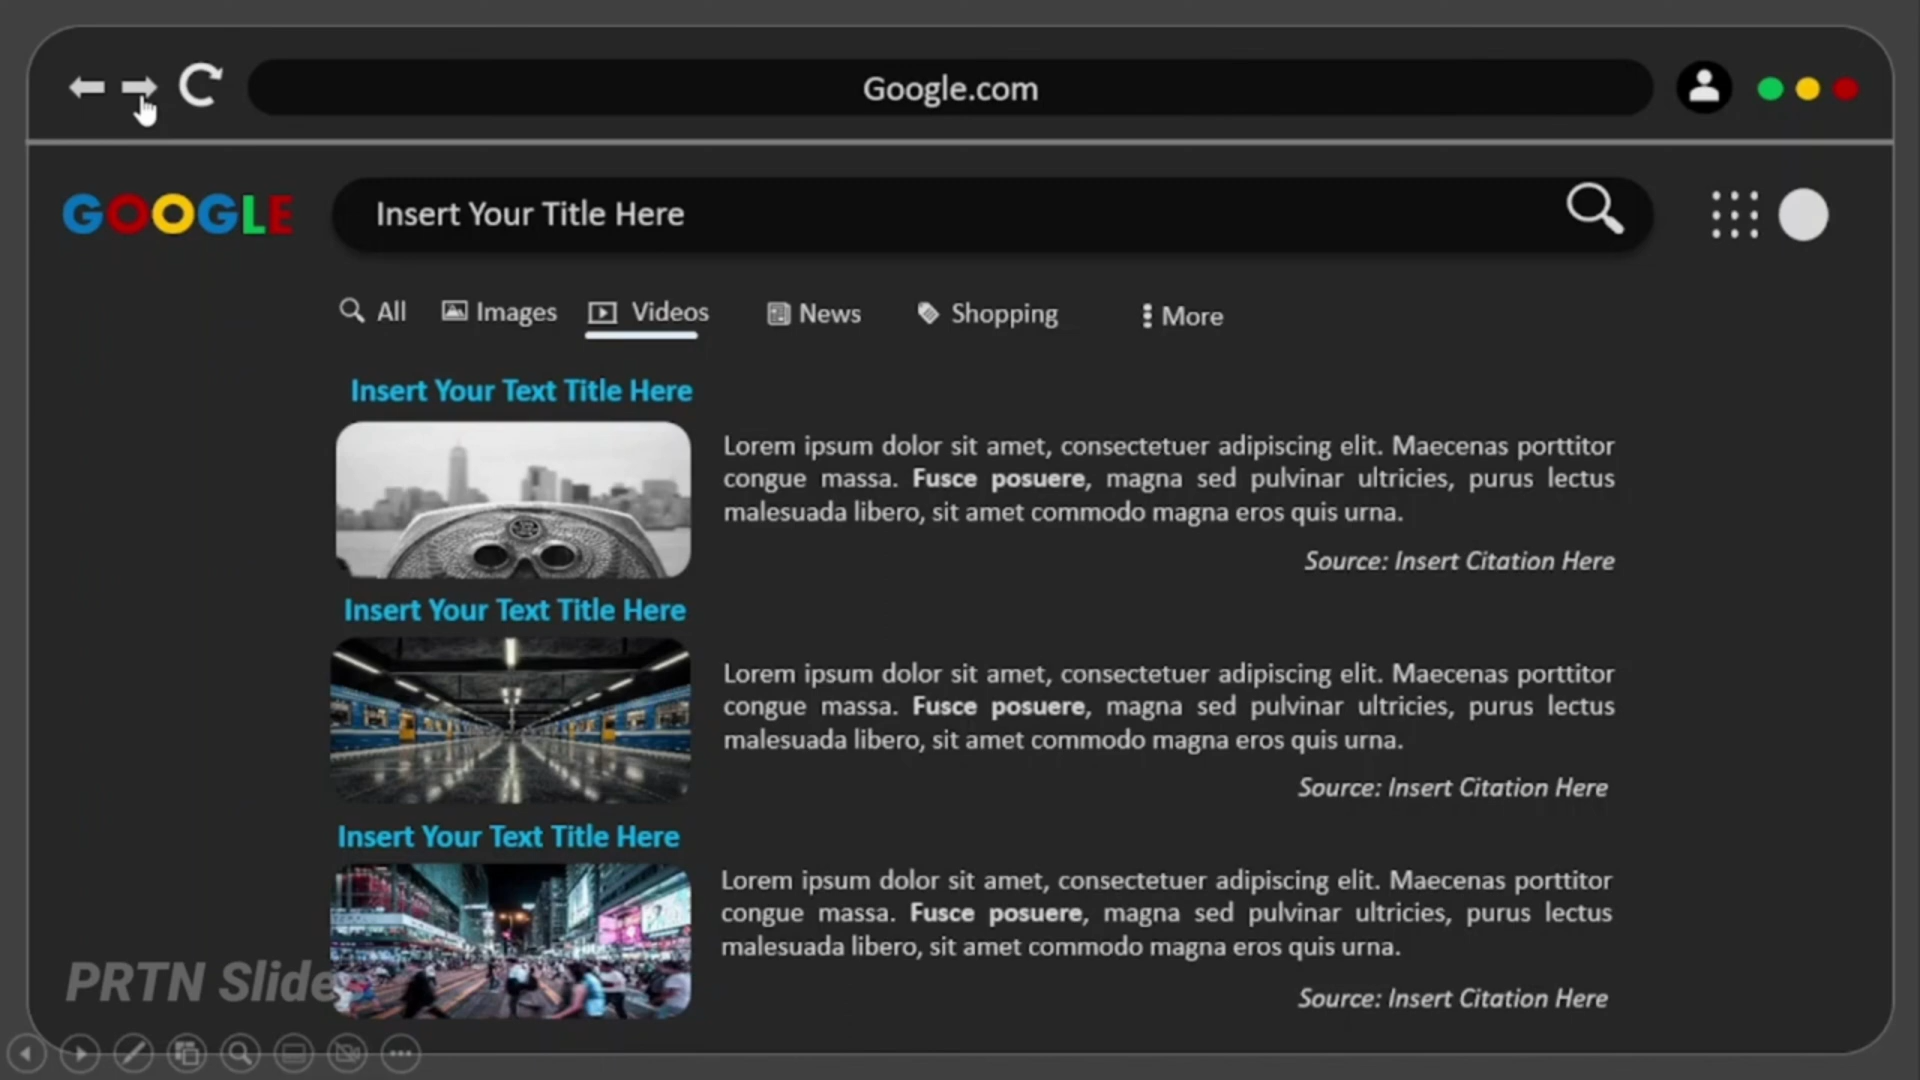 Google.com
GOOGLE
Insert Your Title Here
All Images Videos News Shopping More
Insert Your Text Title Here
Lorem ipsum dolor sit amet, consectetuer adipiscing elit. Maecenas porttitor
congue massa. Fusce posuere, magna sed pulvinar ultricies, purus lectus
malesuada libero, sit amet commodo magna eros quis urna.
Source: Insert Citation Here
Insert Your Text Title Here
Lorem ipsum dolor sit amet, consectetuer adipiscing elit. Maecenas porttitor
congue massa. Fusce posuere, magna sed pulvinar ultricies, purus lectus
malesuada libero, sit amet commodo magna eros quis urna.
Source: Insert Citation Here
Insert Your Text Title Here
Lorem ipsum dolor sit amet, consectetuer adipiscing elit. Maecenas porttitor
congue massa. Fusce posuere, magna sed pulvinar ultricies, purus lectus
malesuada libero, sit amet commodo magna eros quis urna.
Source: Insert Citation Here
PRTN Slides